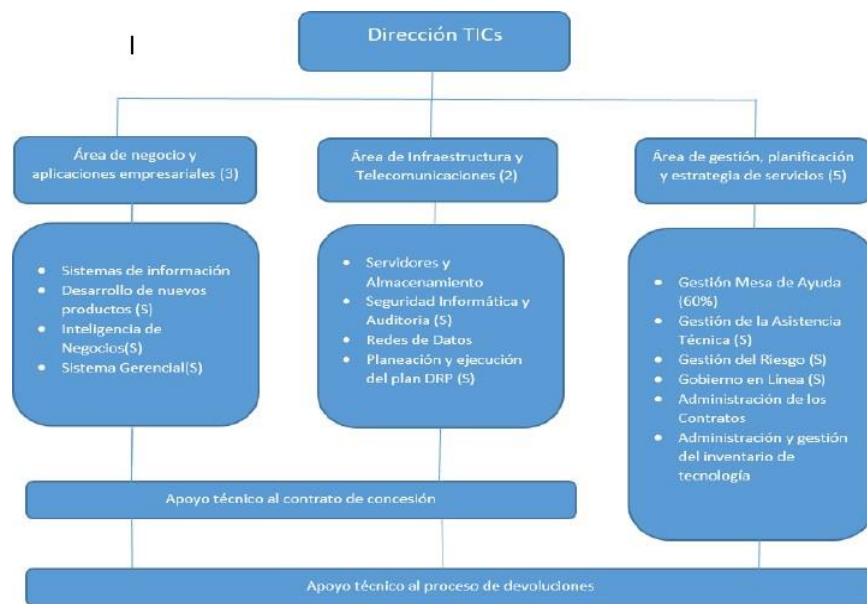 Dirección TICs
Área de negocio y
aplicaciones empresariales (3)
Área de Infraestructura y
Telecomunicaciones (2)
Área de gestión, planificación
y estrategia de servicios (5)
• Sistemas de información
• Desarrollo de nuevos
productos (S)
• Inteligencia de
Negocios(S)
• Sistema Gerencial(S)
• Servidores y
Almacenamiento
• Seguridad Informática y
Auditoria (S)
• Redes de Datos
• Planeación y ejecución
del plan DRP (S)
• Gestión Mesa de Ayuda
(60%)
• Gestión de la Asistencia
Técnica (S)
• Gestión del Riesgo (S)
• Gobierno en Línea (S)
• Administración de los
Contratos
• Administración y gestión
del inventario de
tecnología
Apoyo técnico al contrato de concesión
Apoyo técnico al proceso de devoluciones